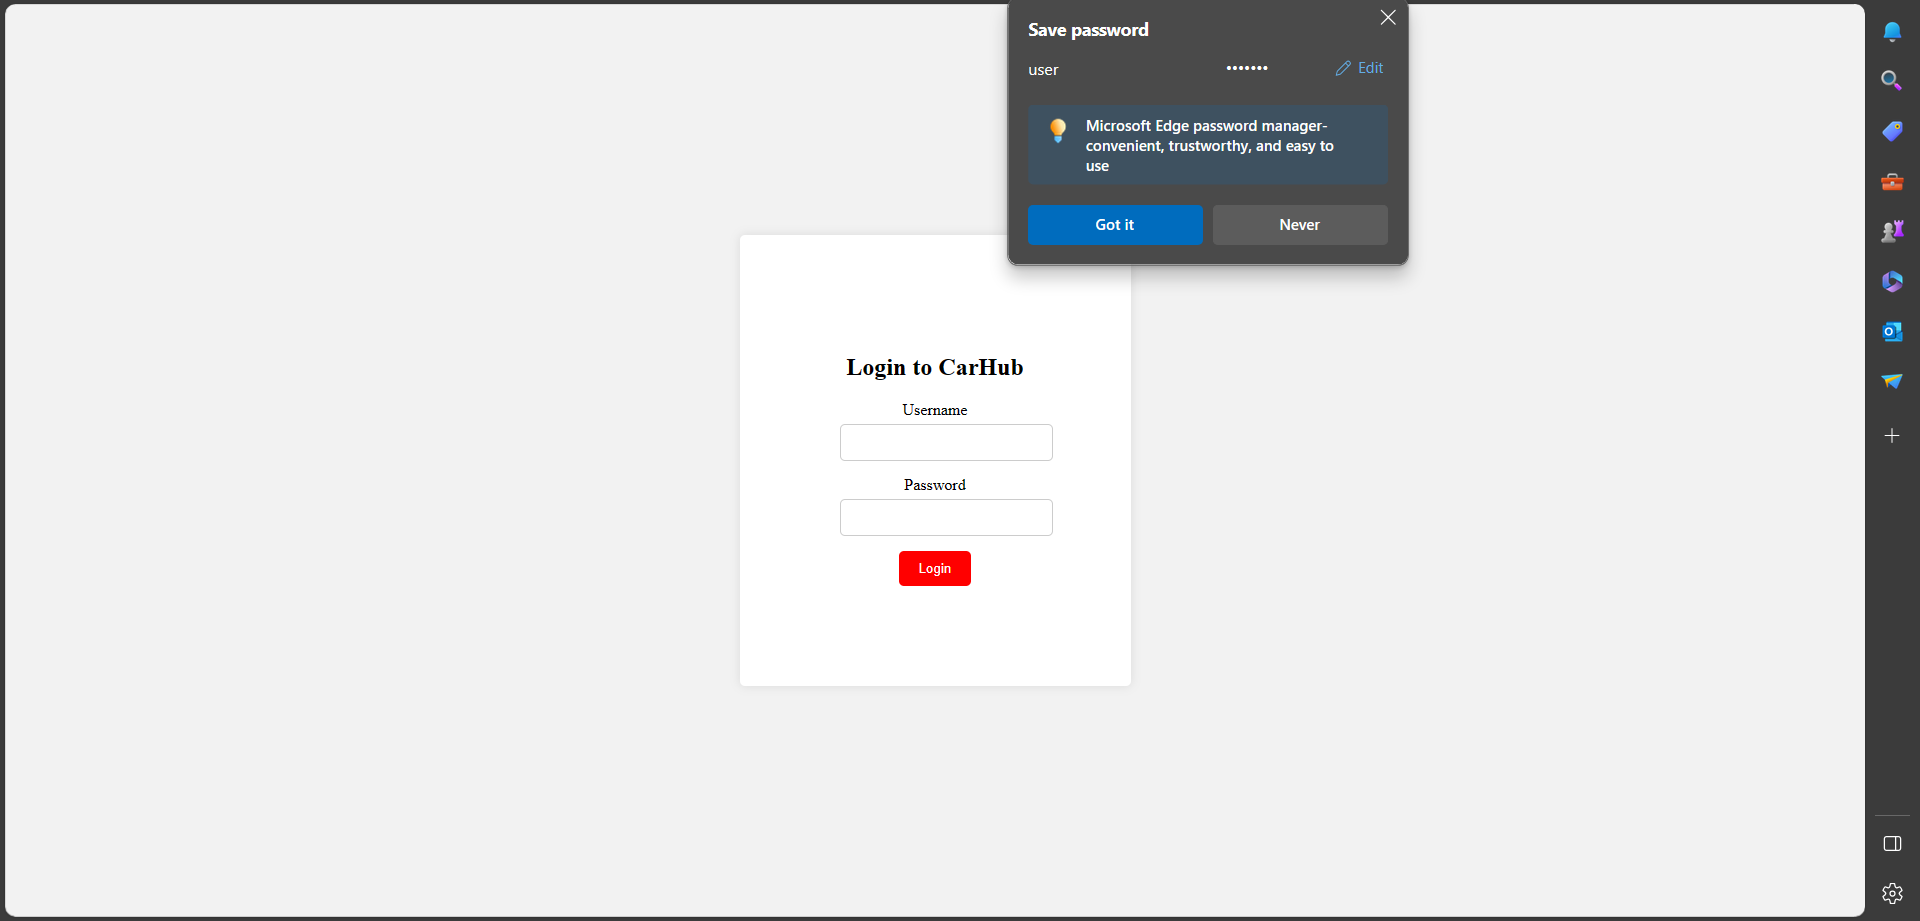 Save password
user ••••••• Edit
Microsoft Edge password manager-
convenient, trustworthy, and easy to
use
Got it Never
Login to CarHub
Username
Password
Login